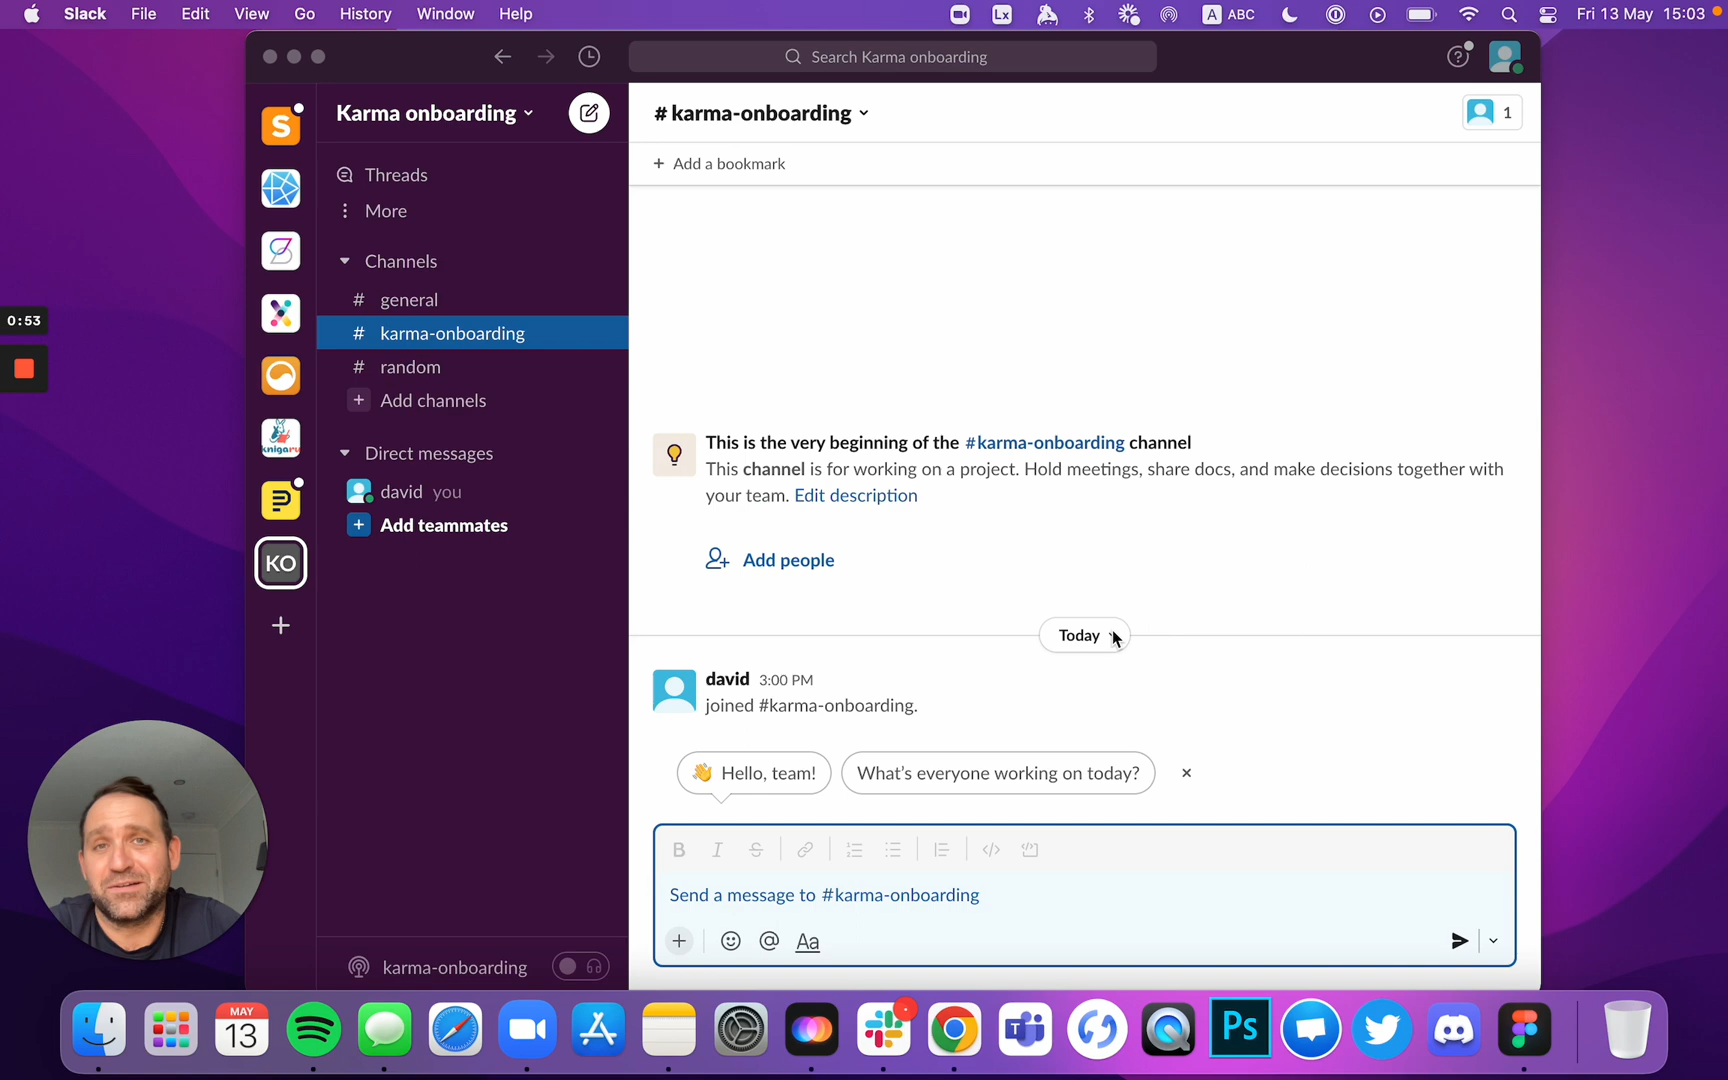 Slack File Edit View Go History Window Help
Lx A ABC Fri 13 May 15:03
Search Karma onboarding
Karma onboarding
# karma-onboarding
1
+ Add a bookmark
S
Threads
More
Channels
# general
# karma-onboarding
# random
+ Add channels
Direct messages
david you
+ Add teammates
0:53
knigaru
P
KO
+
This is the very beginning of the #karma-onboarding channel
This channel is for working on a project. Hold meetings, share docs, and make decisions together with
your team. Edit description
Add people
Today
david 3:00 PM
joined #karma-onboarding.
👋 Hello, team!
What's everyone working on today?
B I S
Send a message to #karma-onboarding
+ @ Aa
karma-onboarding
MAY
13
T
Ps